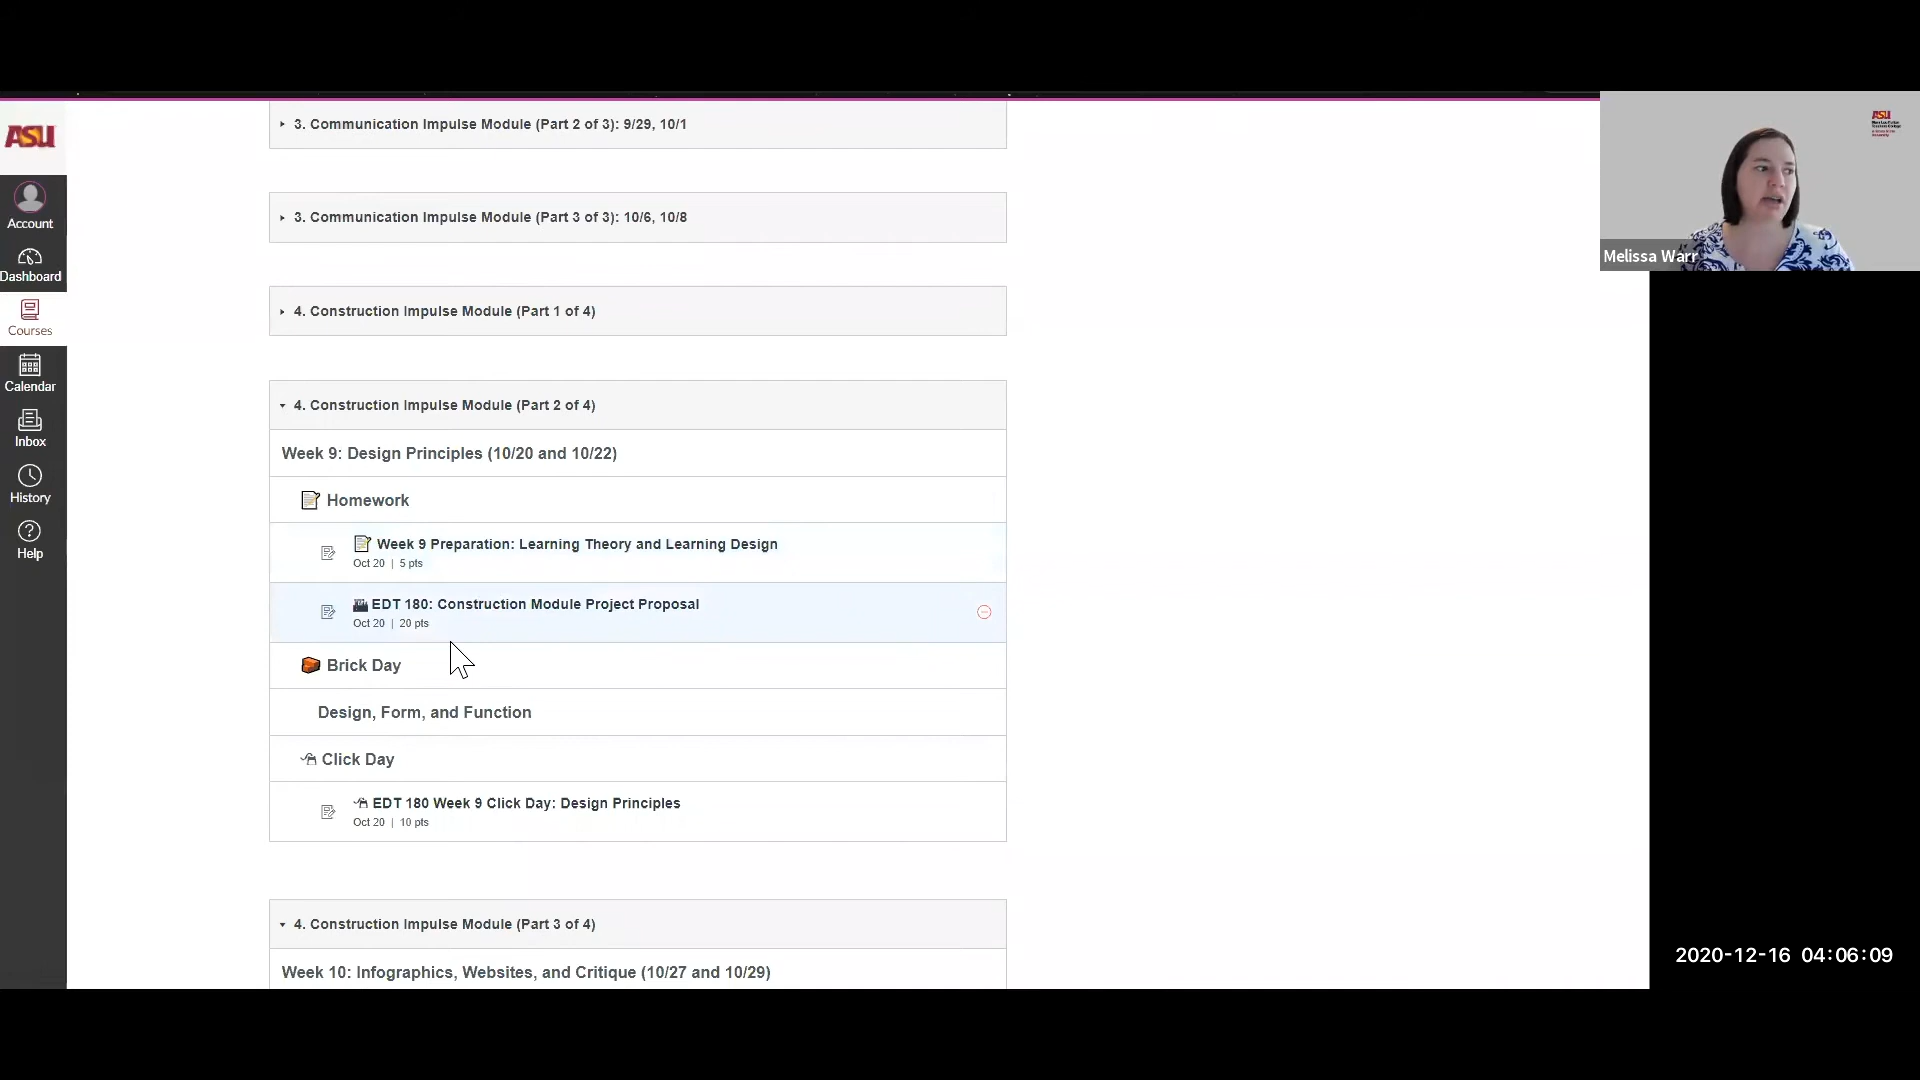 3. Communication Impulse Module (Part 2 of 3): 9/29, 10/1
ASU
Account
Dashboard
Courses
Calendar
Inbox
History
Help
3. Communication Impulse Module (Part 3 of 3): 10/6, 10/8
4. Construction Impulse Module (Part 1 of 4)
4. Construction Impulse Module (Part 2 of 4)
Week 9: Design Principles (10/20 and 10/22)
Homework
Week 9 Preparation: Learning Theory and Learning Design
Oct 20 | 5 pts
EDT 180: Construction Module Project Proposal
Oct 20 | 20 pts
Brick Day
Design, Form, and Function
Click Day
EDT 180 Week 9 Click Day: Design Principles
Oct 20 | 10 pts
4. Construction Impulse Module (Part 3 of 4)
Week 10: Infographics, Websites, and Critique (10/27 and 10/29)
ASU
Melissa Warr
2020-12-16 04:06:09